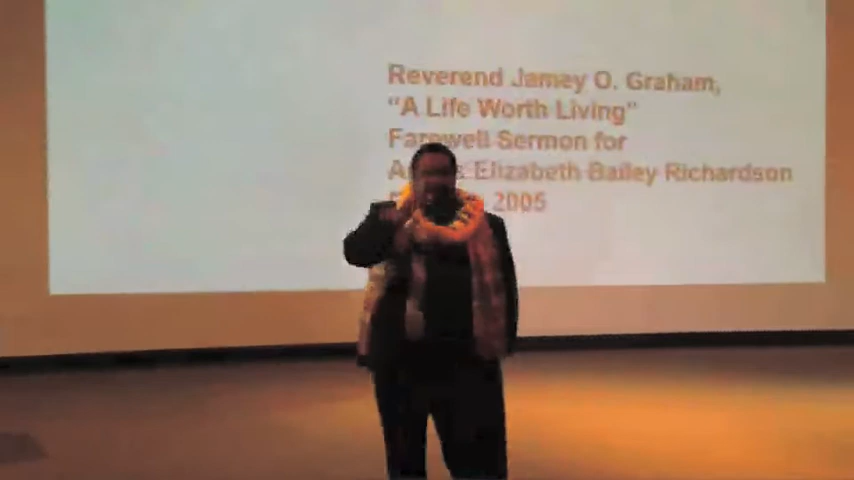 Reverend Jamey O. Graham,
“A Life Worth Living”
Farewell Sermon for
Elizabeth Bailey Richardson
2005